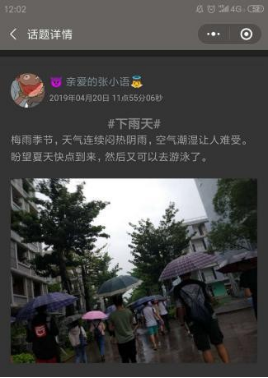 12:02
4G
话题详情
😈 亲爱的张小语😇
2019年04月20日 11点55分06秒
#下雨天#
梅雨季节，天气连续闷热阴雨，空气潮湿让人难受。
盼望夏天快点到来，然后又可以去游泳了。